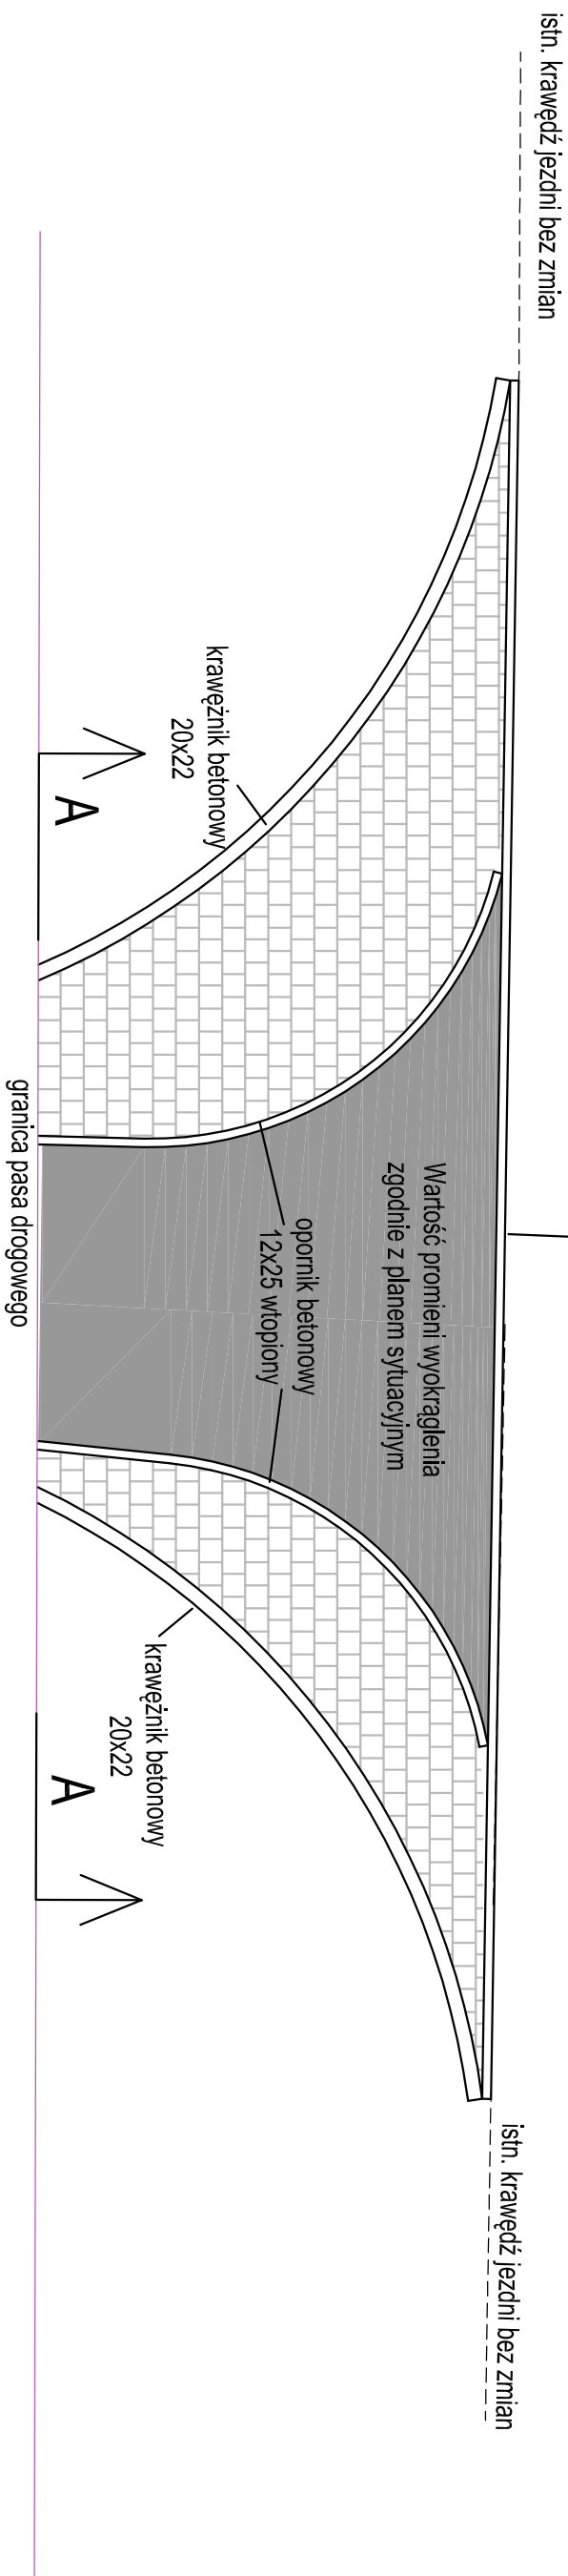 istn. krawędź jezdni bez zmian
krawężnik betonowy
20x22
A
granica pasa drogowego
Wartość promieni wyokrąglenia
zgodnie z planem sytuacyjnym
opornik betonowy
12x25 wtopiony
krawężnik betonowy
20x22
A
istn. krawędź jezdni bez zmian